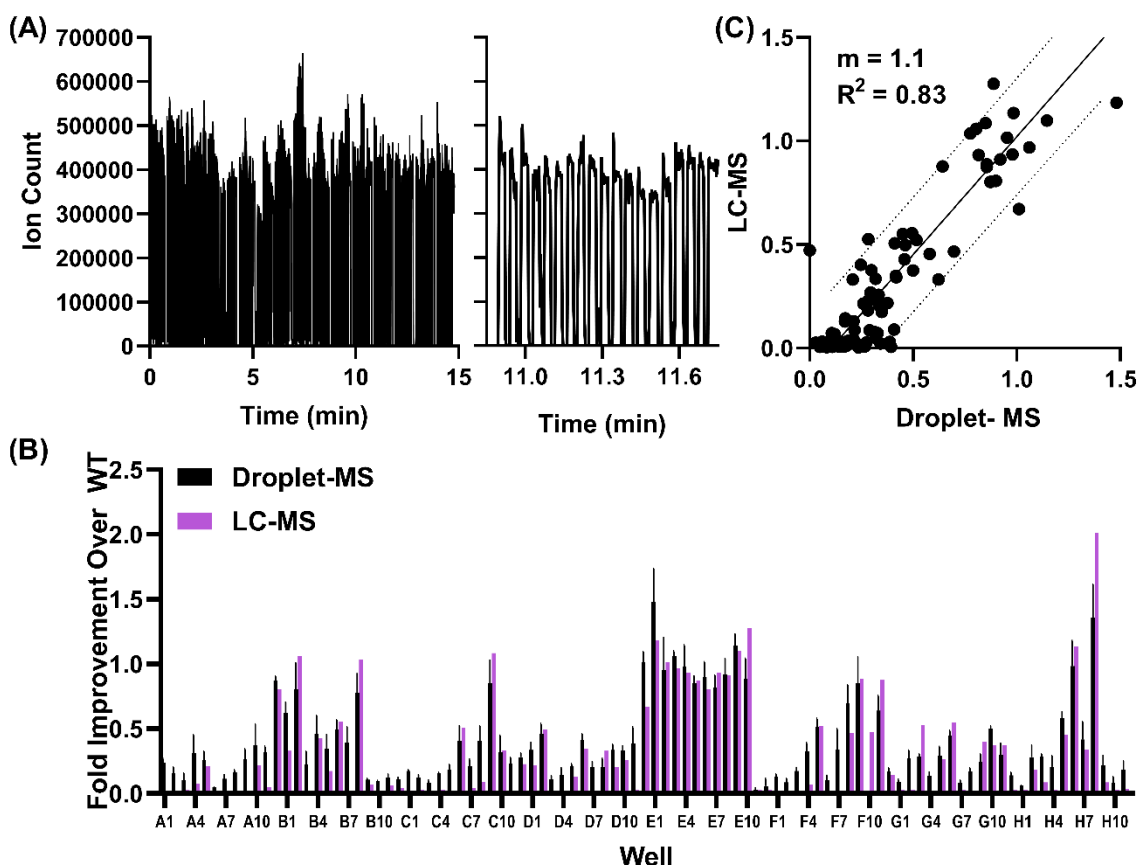 (A)
700000
600000
500000
400000
300000
200000
100000
0
Ion Count
0 5 10 15
Time (min)
11.0 11.3 11.6
Time (min)
(C)
1.5
1.0
0.5
0.0
LC-MS
m = 1.1
R² = 0.83
0.0 0.5 1.0 1.5
Droplet- MS
(B)
2.5
2.0
1.5
1.0
0.5
0.0
Fold Improvement Over WT
Droplet-MS
LC-MS
A1 A4 A7 A10 B1 B4 B7 B10 C1 C4 C7 C10 D1 D4 D7 D10 E1 E4 E7 E10 F1 F4 F7 F10 G1 G4 G7 G10 H1 H4 H7 H10
Well